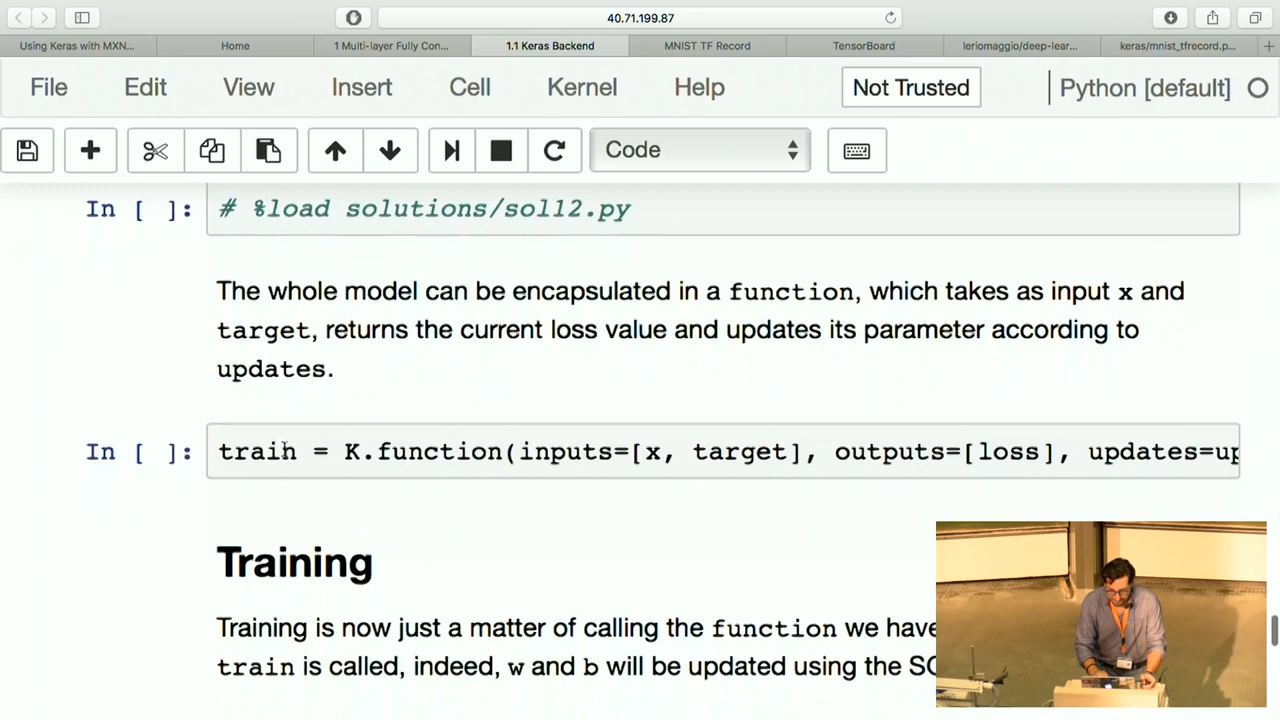 40.71.199.87
Using Keras with MXN...
Home
1 Multi-layer Fully Con...
1.1 Keras Backend
MNIST TF Record
TensorBoard
leriomaggio/deep-lear...
keras/mnist_tfrecord.p...
File Edit View Insert Cell Kernel Help Not Trusted Python [default]
Code
In [ ]: # %load solutions/sol12.py
The whole model can be encapsulated in a function, which takes as input x and
target, returns the current loss value and updates its parameter according to
updates.
In [ ]: train = K.function(inputs=[x, target], outputs=[loss], updates=up
Training
Training is now just a matter of calling the function we have
train is called, indeed, w and b will be updated using the SG